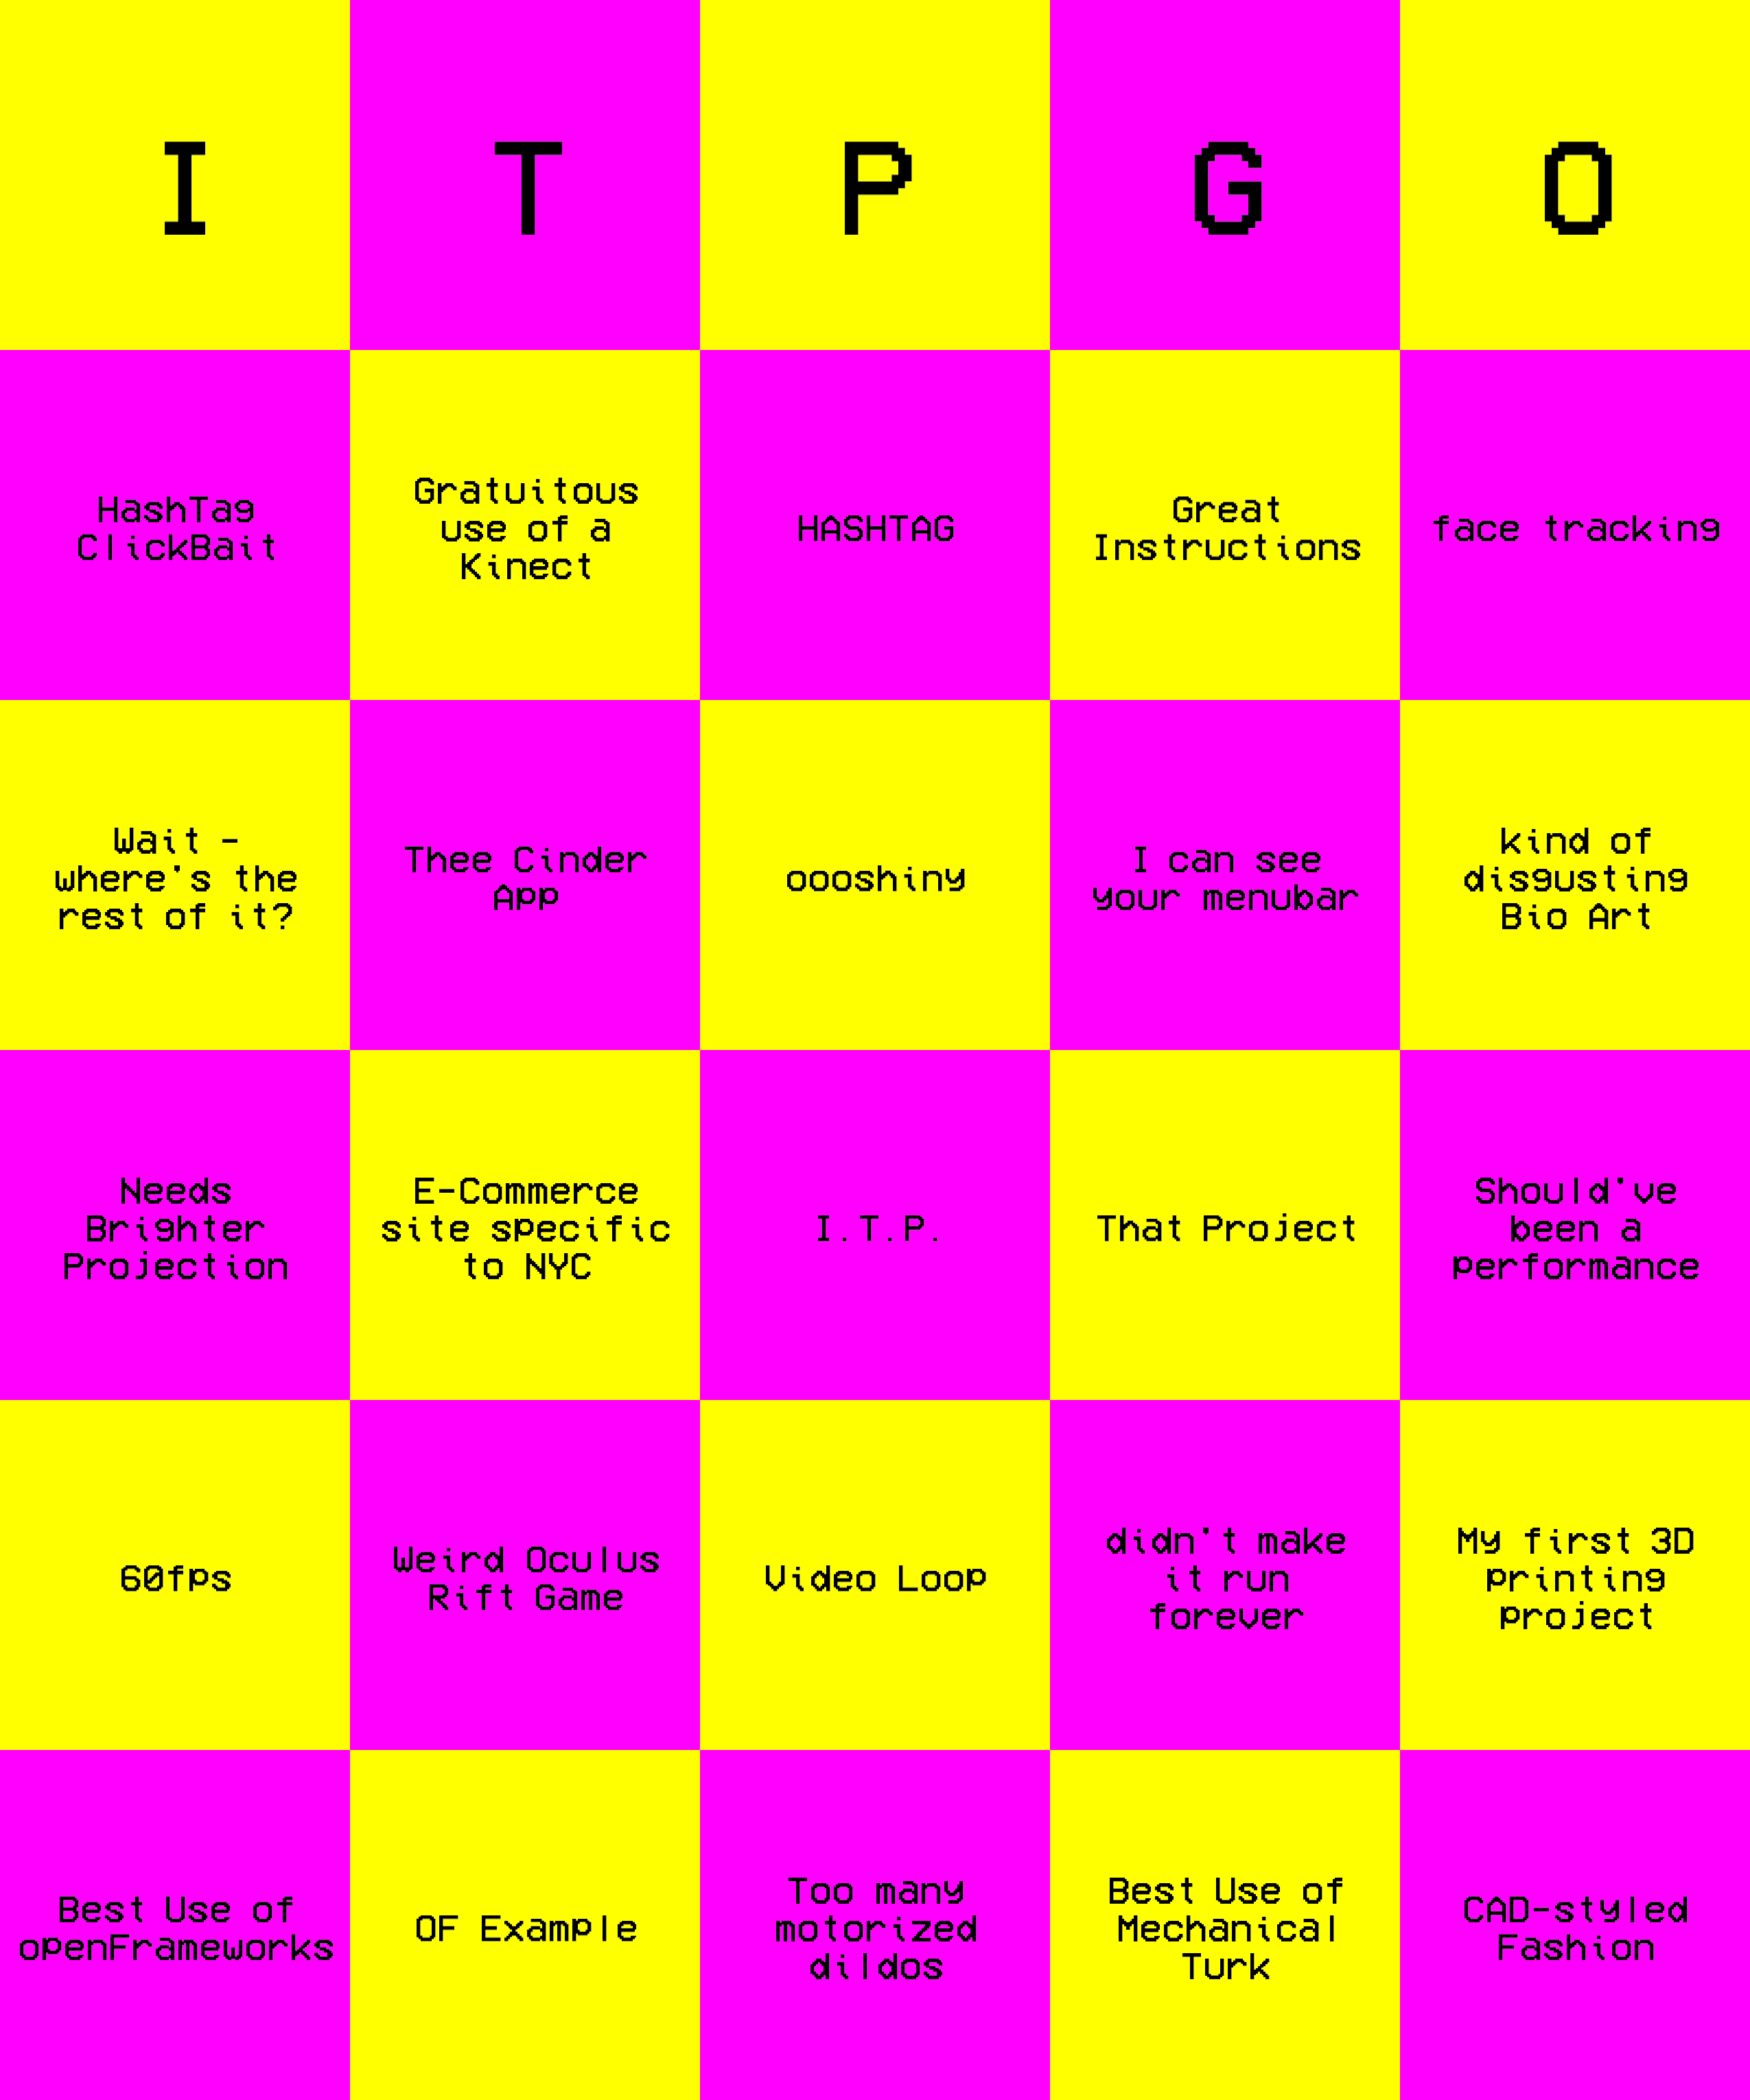 I T P G O
HashTag
ClickBait
Gratuitous
use of a
Kinect
HASHTAG
Great
Instructions
face tracking
Wait -
where's the
rest of it?
Thee Cinder
App
oooshiny
I can see
your menubar
kind of
disgusting
Bio Art
Needs
Brighter
Projection
E-Commerce
site specific
to NYC
I.T.P.
That Project
Should've
been a
performance
60fps
Weird Oculus
Rift Game
Video Loop
didn't make
it run
forever
My first 3D
printing
project
Best Use of
openFrameworks
OF Example
Too many
motorized
dildos
Best Use of
Mechanical
Turk
CAD-styled
Fashion